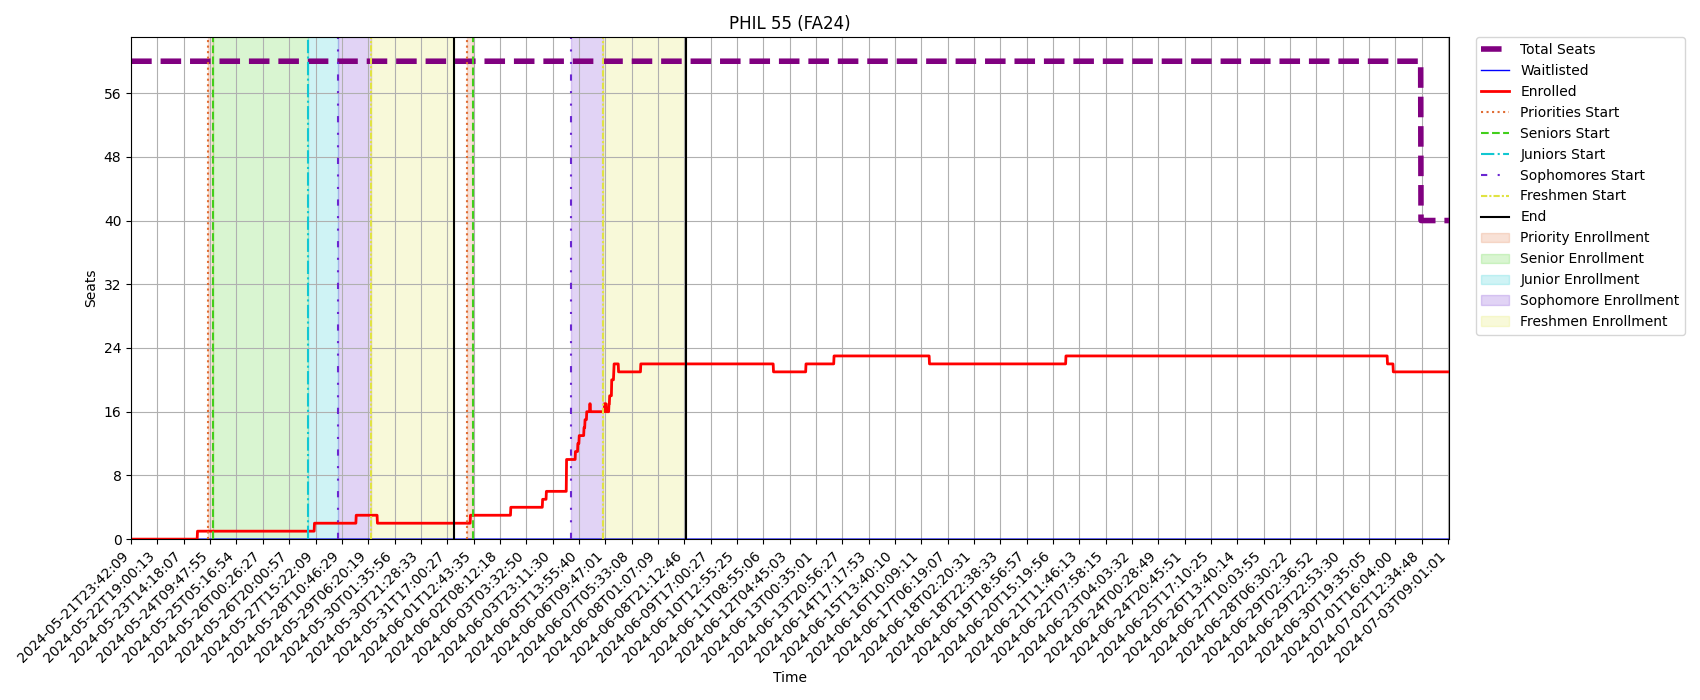 PHIL 55 (FA24)
Total Seats
Waitlisted
Enrolled
Priorities Start
Seniors Start
Juniors Start
Sophomores Start
Freshmen Start
End
Priority Enrollment
Senior Enrollment
Junior Enrollment
Sophomore Enrollment
Freshmen Enrollment
Seats
56
48
40
32
24
16
8
0
2024-05-21T23:42:09
2024-05-22T19:00:13
2024-05-23T14:18:07
2024-05-24T09:47:55
2024-05-25T05:16:54
2024-05-26T00:26:27
2024-05-26T20:00:57
2024-05-27T15:22:09
2024-05-28T10:46:29
2024-05-29T06:20:19
2024-05-30T01:35:56
2024-05-30T21:28:33
2024-05-31T17:00:27
2024-06-01T12:43:35
2024-06-02T08:12:18
2024-06-03T03:32:50
2024-06-03T23:11:30
2024-06-05T13:55:40
2024-06-06T09:47:01
2024-06-07T05:33:08
2024-06-08T01:07:09
2024-06-08T21:12:46
2024-06-09T17:00:27
2024-06-10T12:55:25
2024-06-11T08:55:06
2024-06-12T04:45:03
2024-06-13T00:35:01
2024-06-13T20:56:27
2024-06-14T17:17:53
2024-06-15T13:40:10
2024-06-16T10:09:11
2024-06-17T06:19:07
2024-06-18T02:20:31
2024-06-18T22:38:33
2024-06-19T18:56:57
2024-06-20T15:19:56
2024-06-21T11:46:13
2024-06-22T07:58:15
2024-06-23T04:03:32
2024-06-24T00:28:49
2024-06-24T20:45:51
2024-06-25T17:10:25
2024-06-26T13:40:14
2024-06-27T10:03:55
2024-06-28T06:30:22
2024-06-29T02:36:52
2024-06-29T22:53:30
2024-06-30T19:35:05
2024-07-01T16:04:00
2024-07-02T12:34:48
2024-07-03T09:01:01
Time